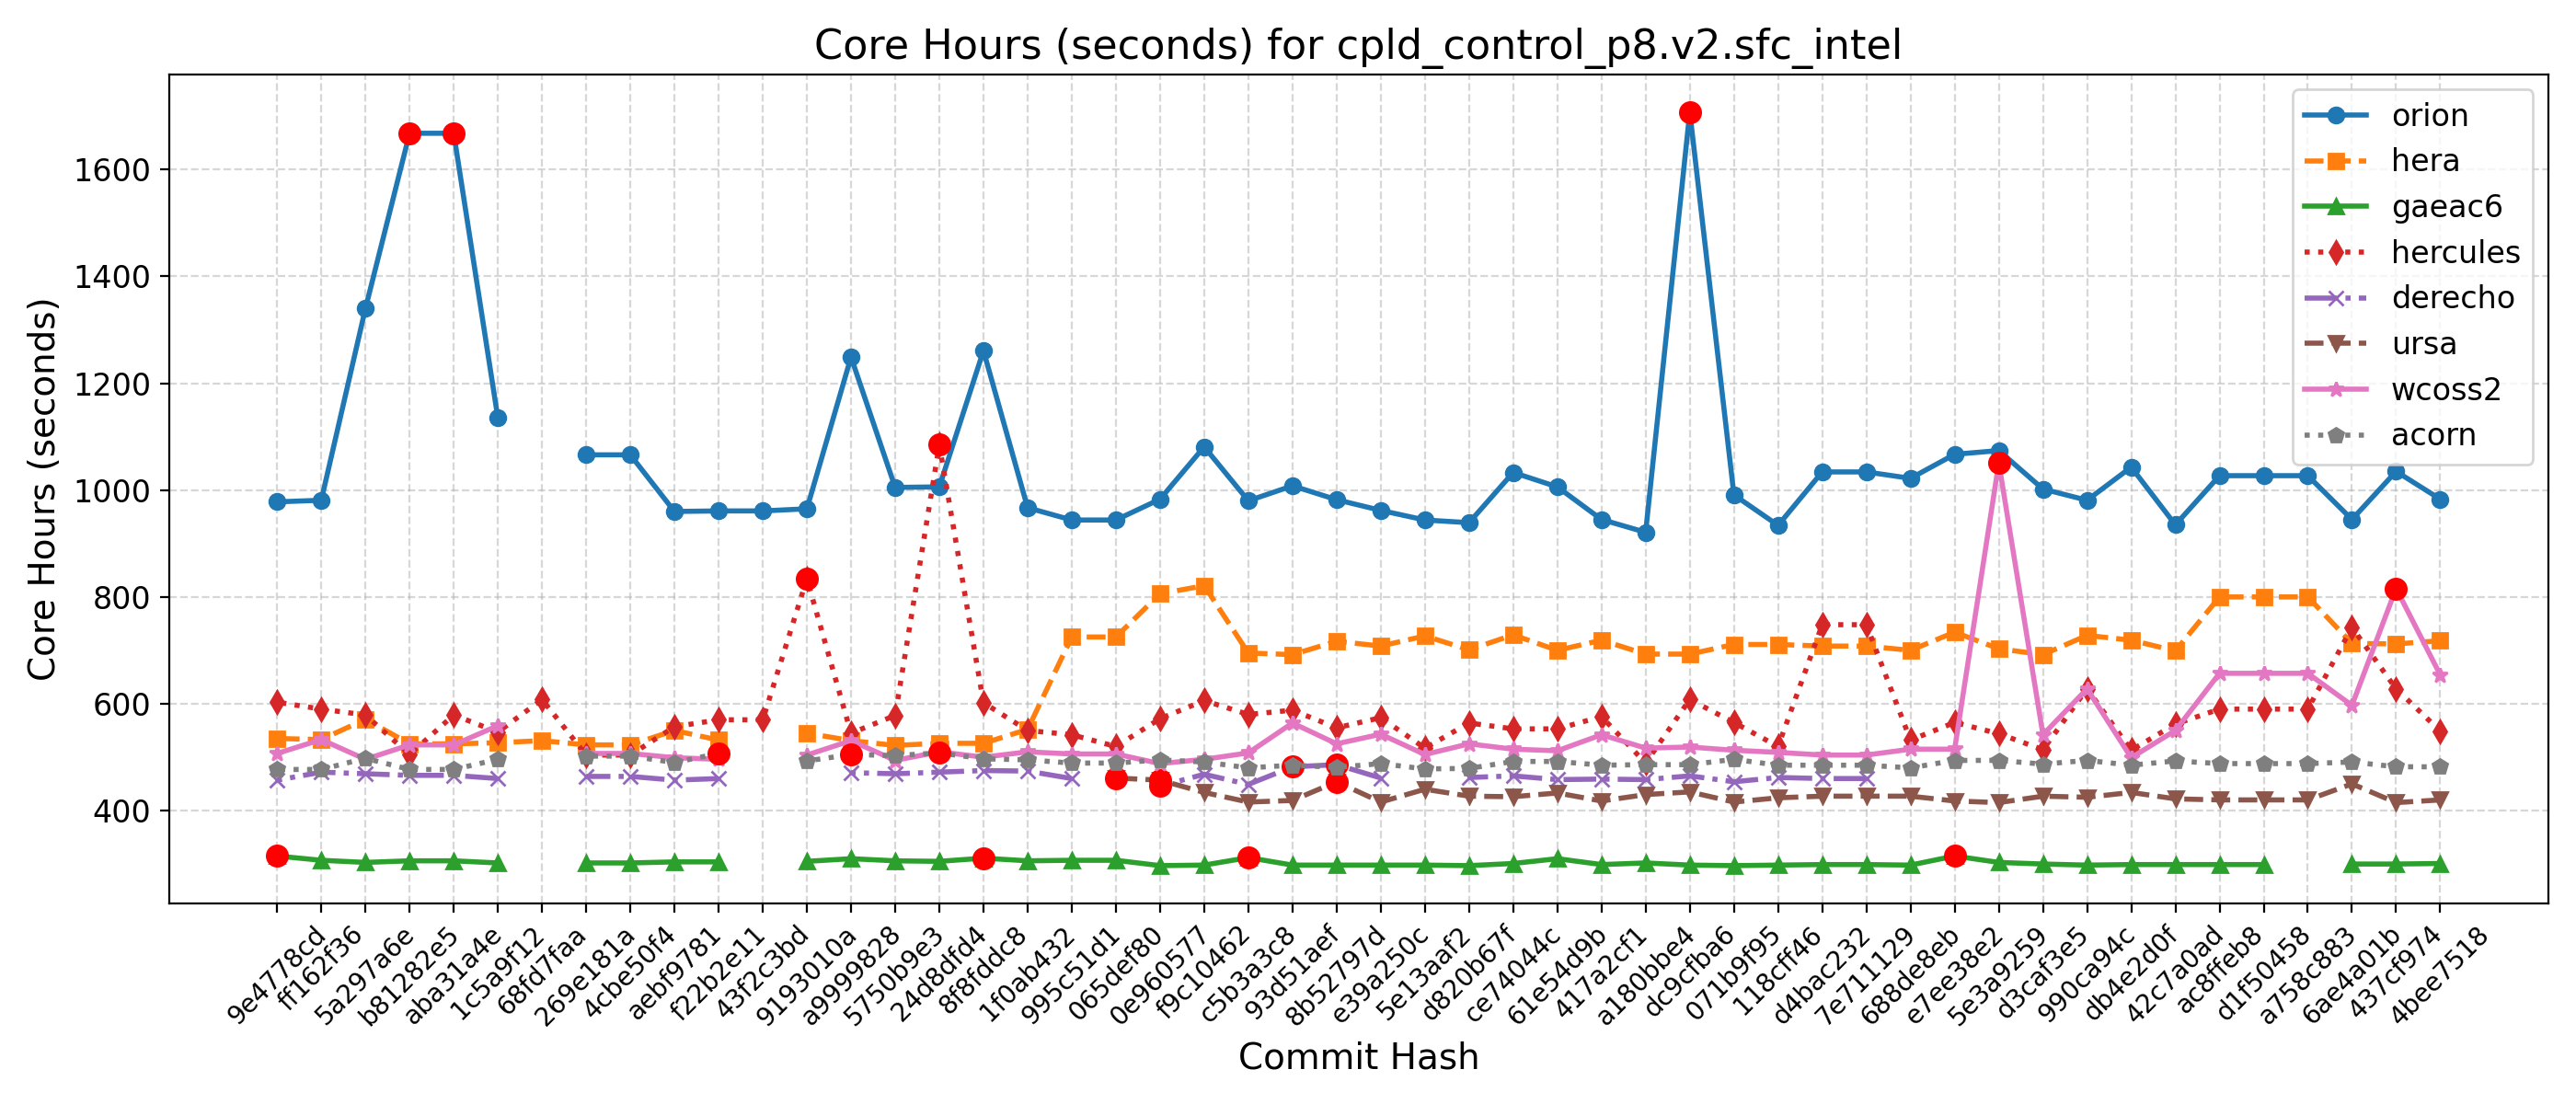 Core Hours (seconds) for cpld_control_p8.v2.sfc_intel
Core Hours (seconds)
1600
1400
1200
1000
800
600
400
orion
hera
gaeac6
hercules
derecho
ursa
wcoss2
acorn
9e4778cd
ff162f36
5a297a6e
b81282e5
aba31a4e
1c5a9f12
68fd7faa
269e181a
4cbe50f4
aebf9781
f22b2e11
43f2c3bd
9193010a
a9999828
5750b9e3
24d8dfd4
8f8fddc8
1f0ab432
995c51d1
065def80
0e960577
f9c10462
c5b3a3c8
93d51aef
8b52797d
e39a250c
5e13aaf2
d820b67f
ce74044c
61e54d9b
417a2cf1
a180bbe4
dc9cfba6
071b9f95
118cff46
d4bac232
7e711129
688de8eb
e7ee38e2
5e3a9259
d3caf3e5
990ca94c
db4e2d0f
42c7a0ad
ac8ffeb8
d1f50458
a758c883
6ae4a01b
437cf974
4bee7518
Commit Hash